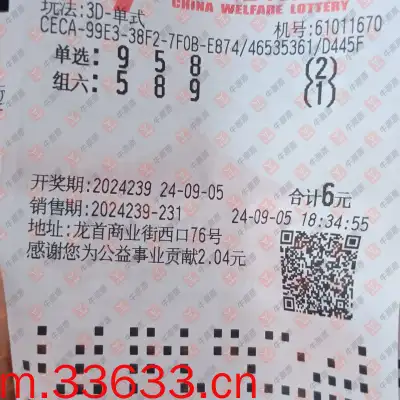 CHINA WELFARE LOTTERY
玩法:3D-单式 机号:61011670
CECA-99E3-38F2-7F0B-E874/46535361/D445F
单选: 9 5 8 (2)
组六: 5 8 9 (1)
开奖期:2024239 24-09-05 合计6元
销售期:2024239-231 24-09-05 18:34:55
地址:龙首商业街西口76号
感谢您为公益事业贡献2.04元
m.33633.cn